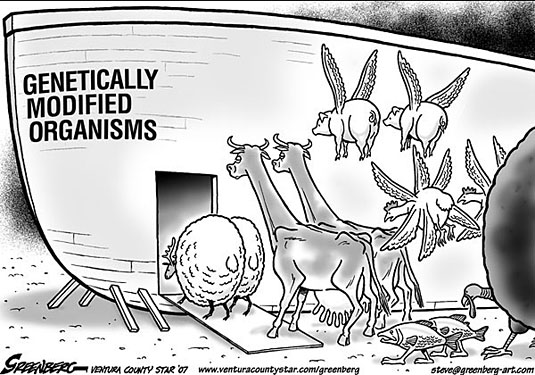 GENETICALLY
MODIFIED
ORGANISMS
GREENBERG- VENTURA COUNTY STAR '07 www.venturacountystar.com/greenberg steve@greenberg-art.com